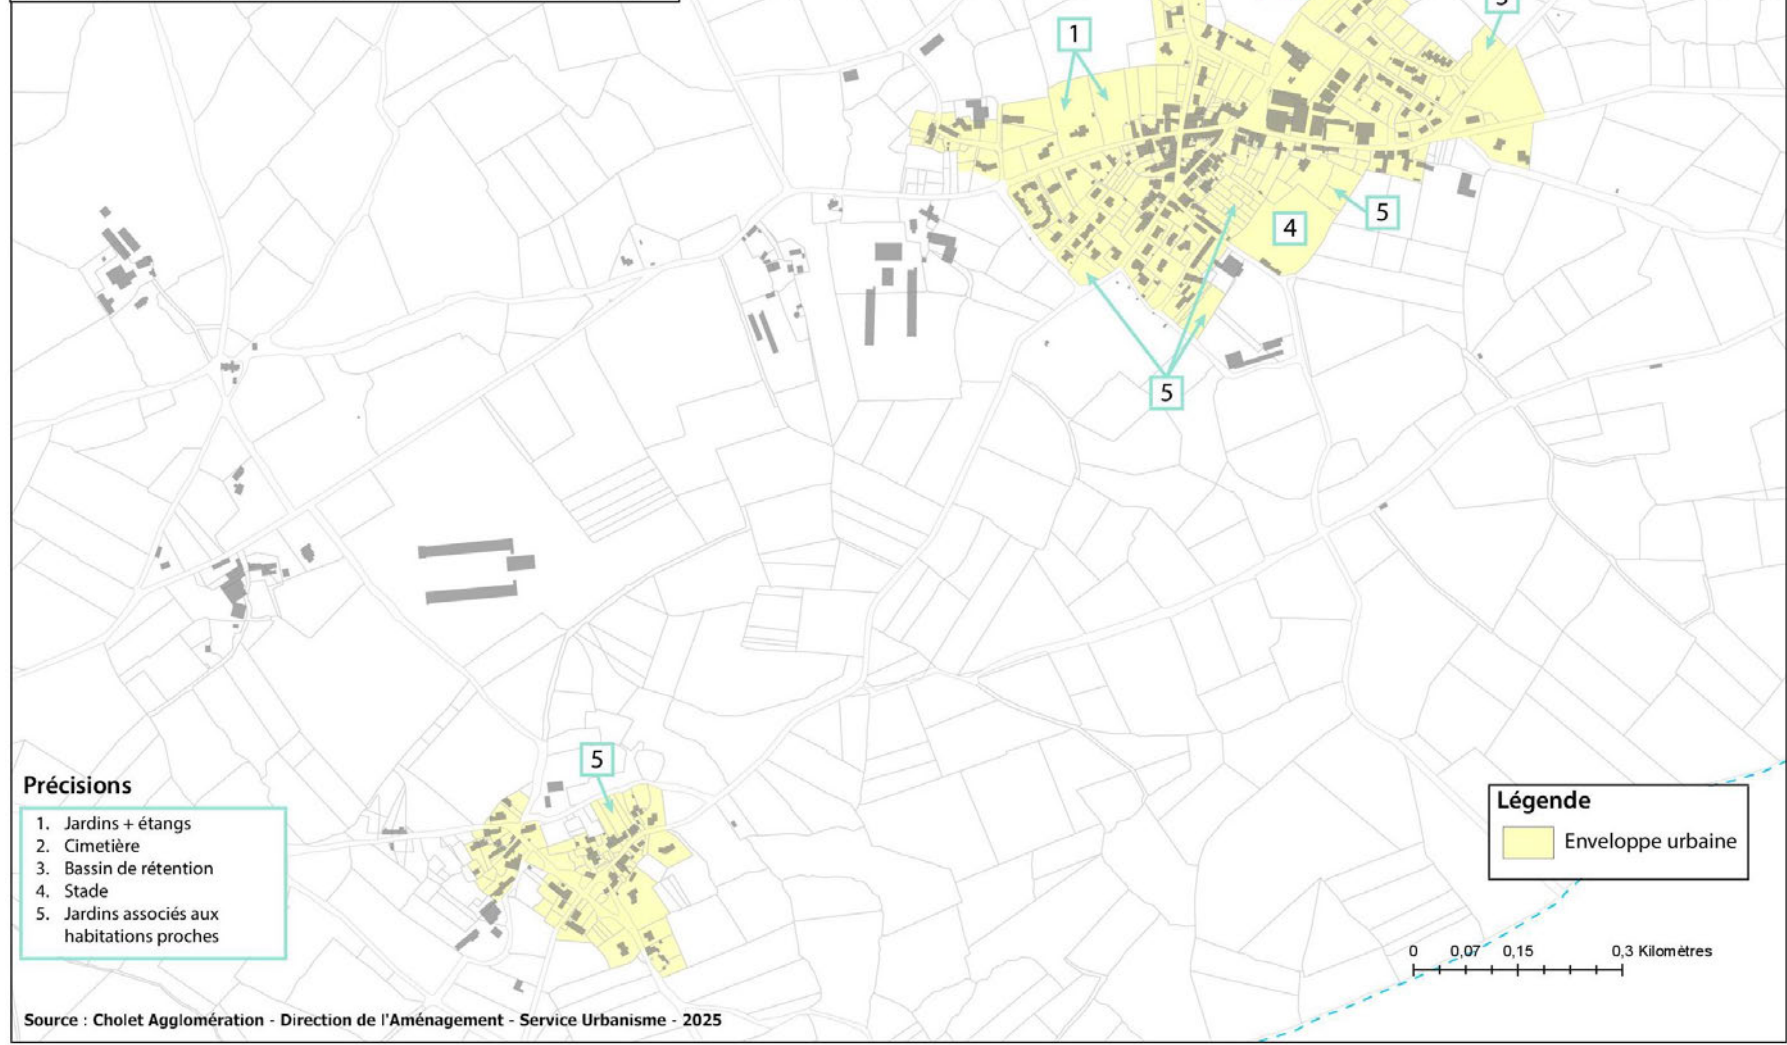 1
5
4
5
5
Précisions
1. Jardins + étangs
2. Cimetière
3. Bassin de rétention
4. Stade
5. Jardins associés aux
habitations proches
Légende
Enveloppe urbaine
0 0,07 0,15 0,3 Kilomètres
Source : Cholet Agglomération - Direction de l'Aménagement - Service Urbanisme - 2025